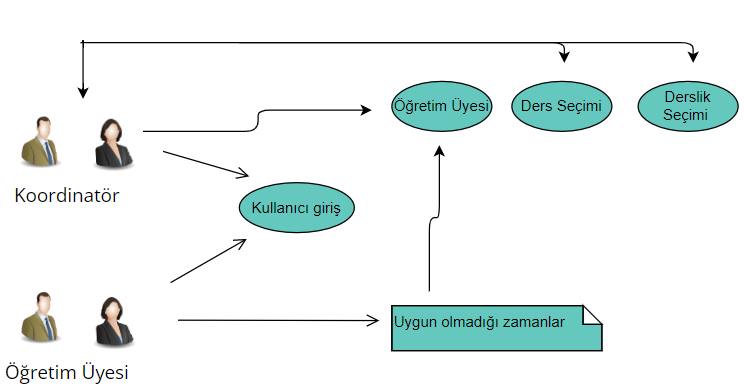 Öğretim Üyesi
Ders Seçimi
Derslik
Seçimi
Koordinatör
Kullanıcı giriş
Uygun olmadığı zamanlar
Öğretim Üyesi